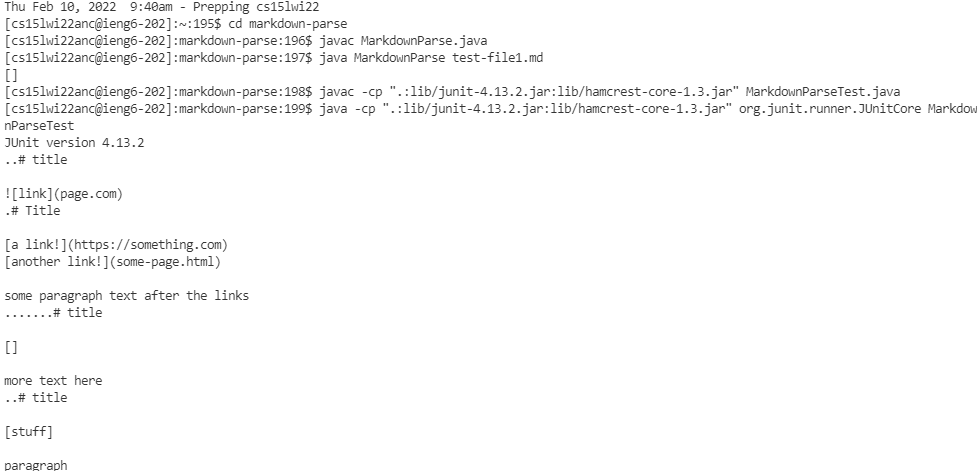 Thu Feb 10, 2022  9:40am - Prepping cs15lwi22
[cs15lwi22anc@ieng6-202]:~:195$ cd markdown-parse
[cs15lwi22anc@ieng6-202]:markdown-parse:196$ javac MarkdownParse.java
[cs15lwi22anc@ieng6-202]:markdown-parse:197$ java MarkdownParse test-file1.md
[]
[cs15lwi22anc@ieng6-202]:markdown-parse:198$ javac -cp ".:lib/junit-4.13.2.jar:lib/hamcrest-core-1.3.jar" MarkdownParseTest.java
[cs15lwi22anc@ieng6-202]:markdown-parse:199$ java -cp ".:lib/junit-4.13.2.jar:lib/hamcrest-core-1.3.jar" org.junit.runner.JUnitCore Markdow
nParseTest
JUnit version 4.13.2
..# title

![link](page.com)
.# Title

[a link!](https://something.com)
[another link!](some-page.html)

some paragraph text after the links
.......# title

[]

more text here
..# title

[stuff]

paragraph